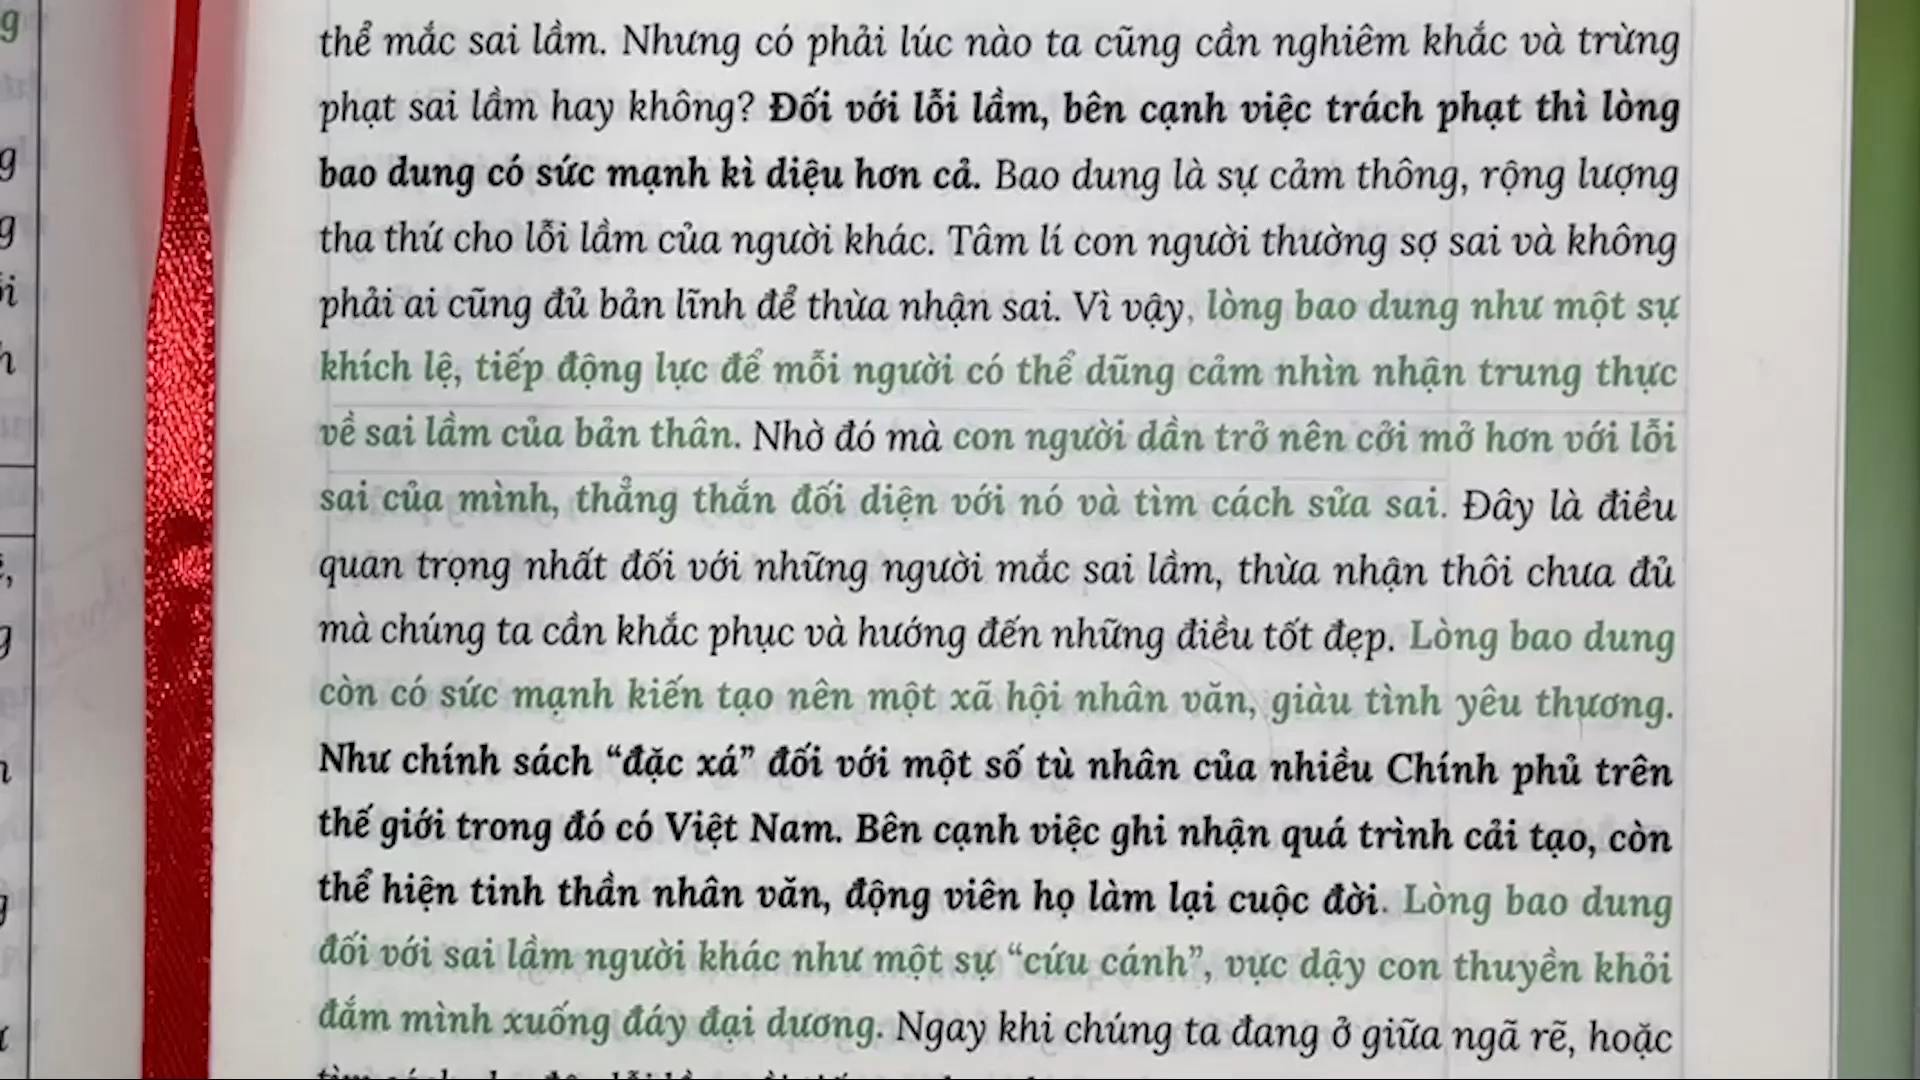 thể mắc sai lầm. Nhưng có phải lúc nào ta cũng cần nghiêm khắc và trừng
phạt sai lầm hay không? Đối với lỗi lầm, bên cạnh việc trách phạt thì lòng
bao dung có sức mạnh kì diệu hơn cả. Bao dung là sự cảm thông, rộng lượng
tha thứ cho lỗi lầm của người khác. Tâm lí con người thường sợ sai và không
phải ai cũng đủ bản lĩnh để thừa nhận sai. Vì vậy, lòng bao dung như một sự
khích lệ, tiếp động lực để mỗi người có thể dũng cảm nhìn nhận trung thực
về sai lầm của bản thân. Nhờ đó mà con người dần trở nên cởi mở hơn với lỗi
sai của mình, thẳng thắn đối diện với nó và tìm cách sửa sai. Đây là điều
quan trọng nhất đối với những người mắc sai lầm, thừa nhận thôi chưa đủ
mà chúng ta cần khắc phục và hướng đến những điều tốt đẹp. Lòng bao dung
còn có sức mạnh kiến tạo nên một xã hội nhân văn, giàu tình yêu thương.
Như chính sách “đặc xá” đối với một số tù nhân của nhiều Chính phủ trên
thế giới trong đó có Việt Nam. Bên cạnh việc ghi nhận quá trình cải tạo, còn
thể hiện tinh thần nhân văn, động viên họ làm lại cuộc đời. Lòng bao dung
đối với sai lầm người khác như một sự “cứu cánh”, vực dậy con thuyền khỏi
đắm mình xuống đáy đại dương. Ngay khi chúng ta đang ở giữa ngã rẽ, hoặc